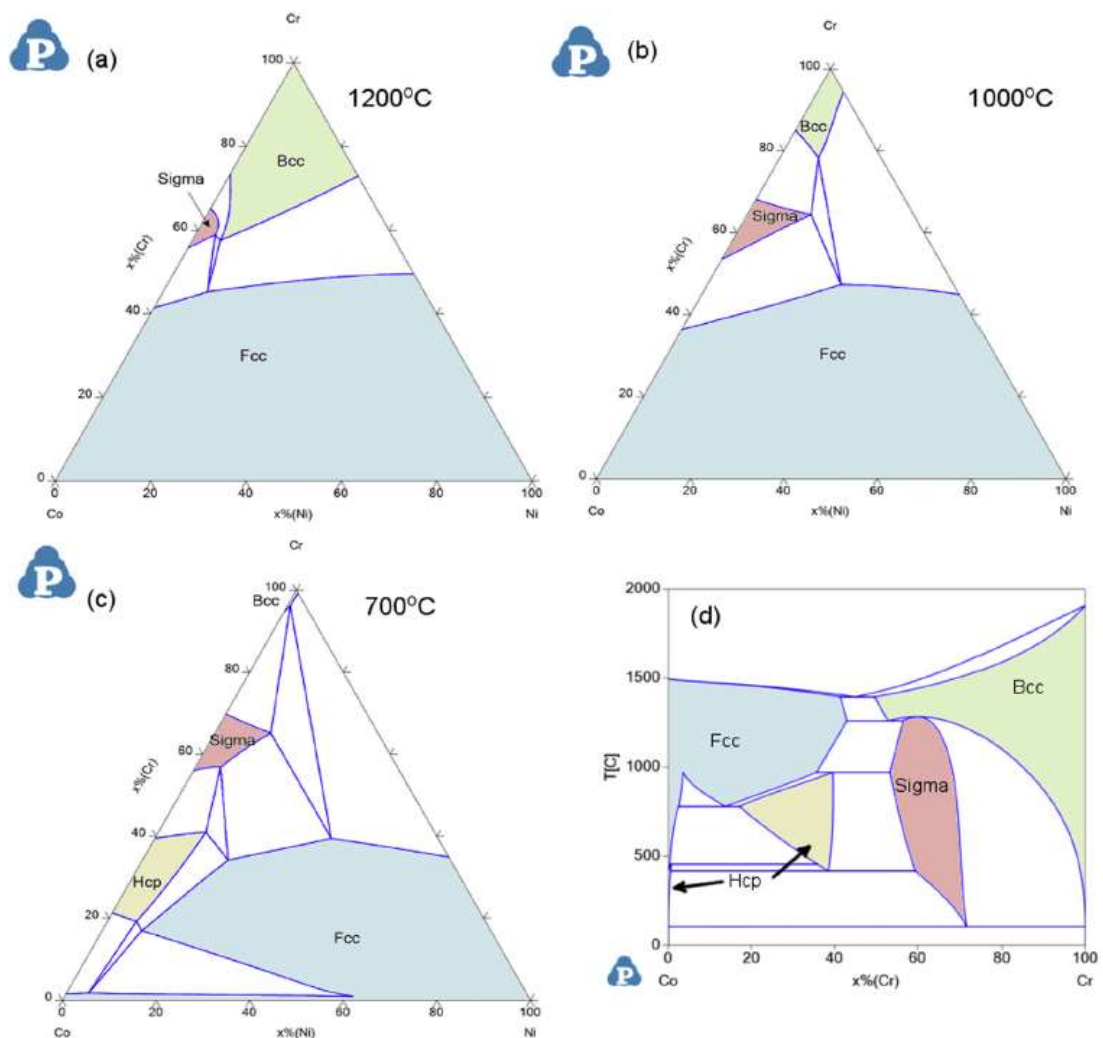 P
(a)
Cr
1200°C
100
80
60
40
20
0
x%(Cr)
Sigma
Bcc
Fcc
0 20 40 60 80 100
Co x%(Ni) Ni
P
(b)
Cr
1000°C
100
80
60
40
20
0
x%(Cr)
Bcc
Sigma
Fcc
0 20 40 60 80 100
Co x%(Ni) Ni
P
(c)
Cr
700°C
100
80
60
40
20
0
x%(Cr)
Bcc
Sigma
Hcp
Fcc
0 20 40 60 80 100
Co x%(Ni) Ni
(d)
2000
1500
1000
500
0
T[C]
Fcc
Bcc
Sigma
Hcp
0 20 40 60 80 100
P
Co x%(Cr) Cr